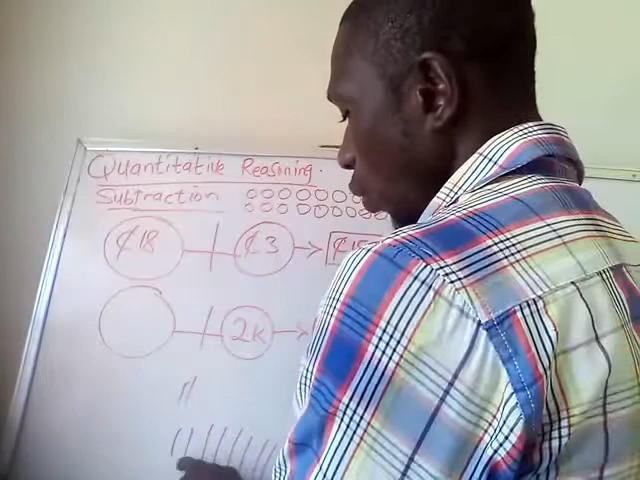 Quantitative Reasoning
Subtraction
₵18 ₵3
2k